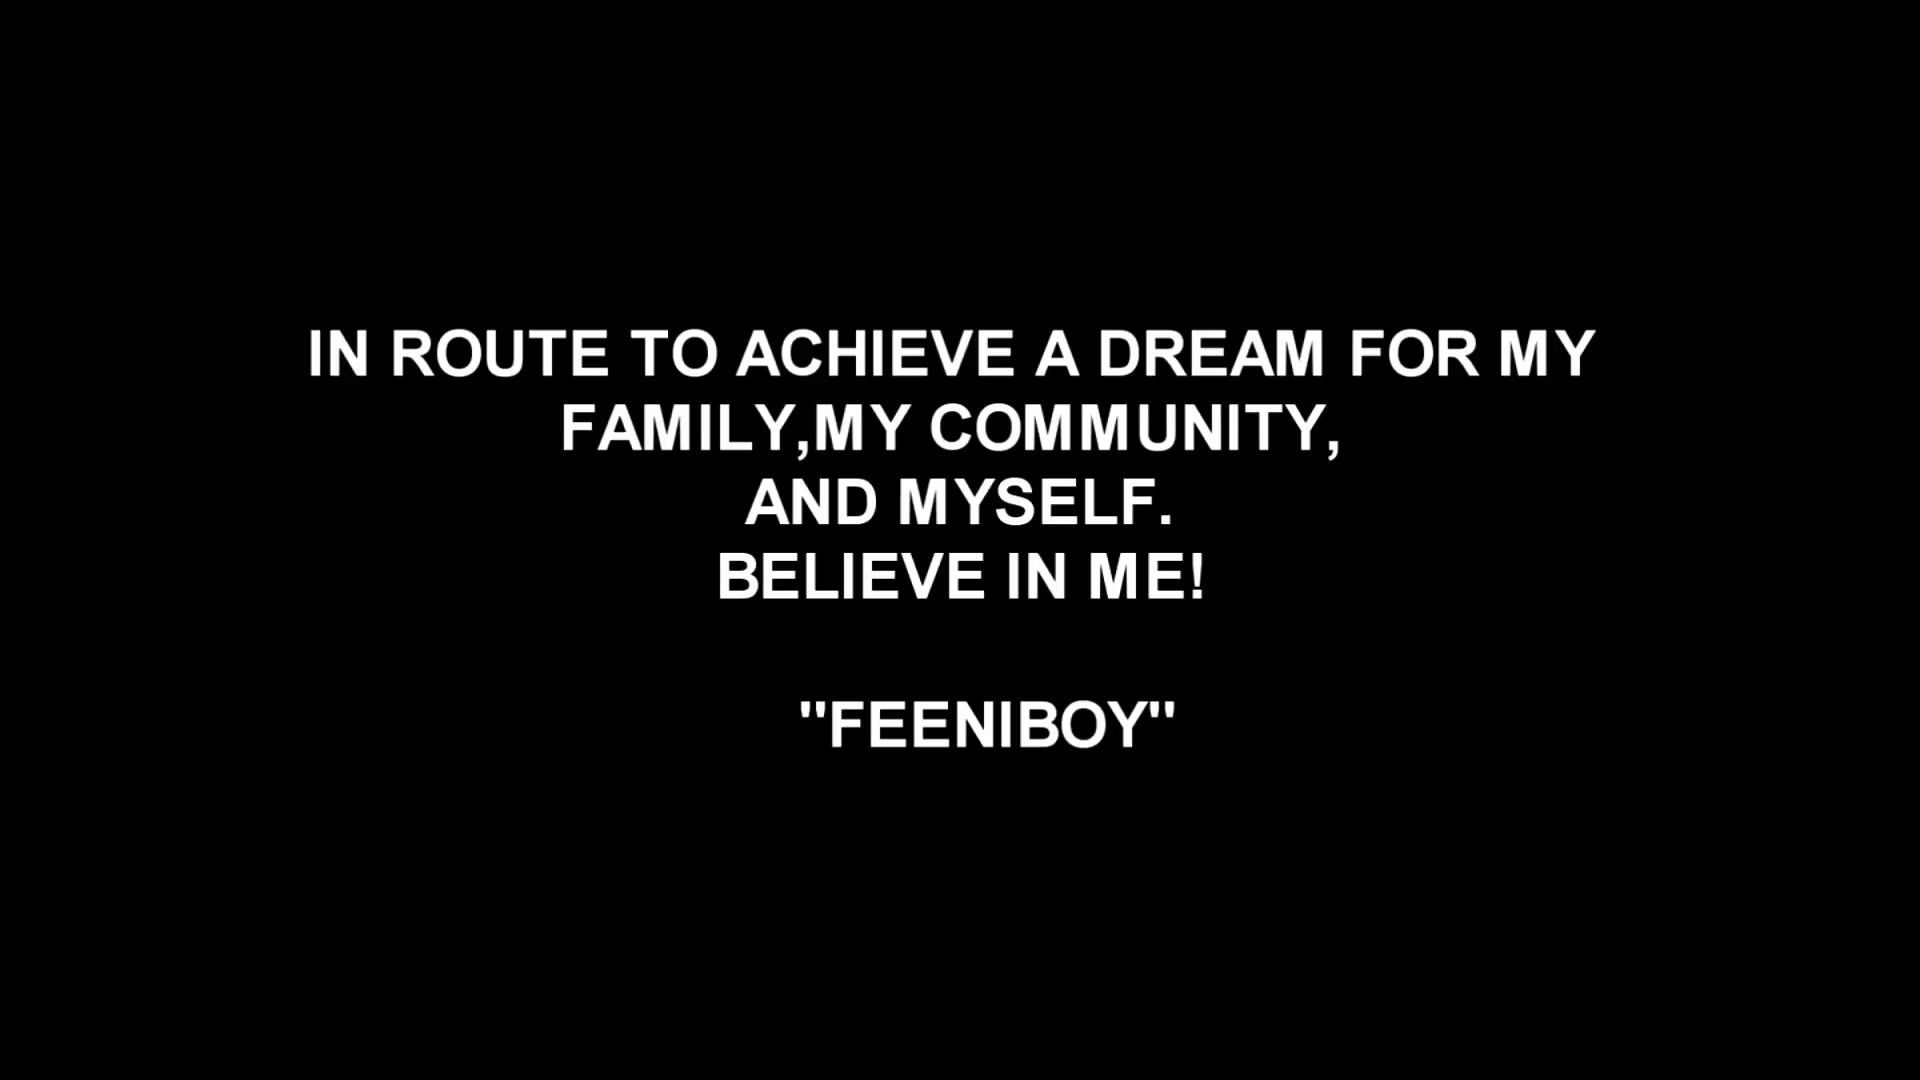 IN ROUTE TO ACHIEVE A DREAM FOR MY
FAMILY,MY COMMUNITY,
AND MYSELF.
BELIEVE IN ME!
"FEENIBOY"